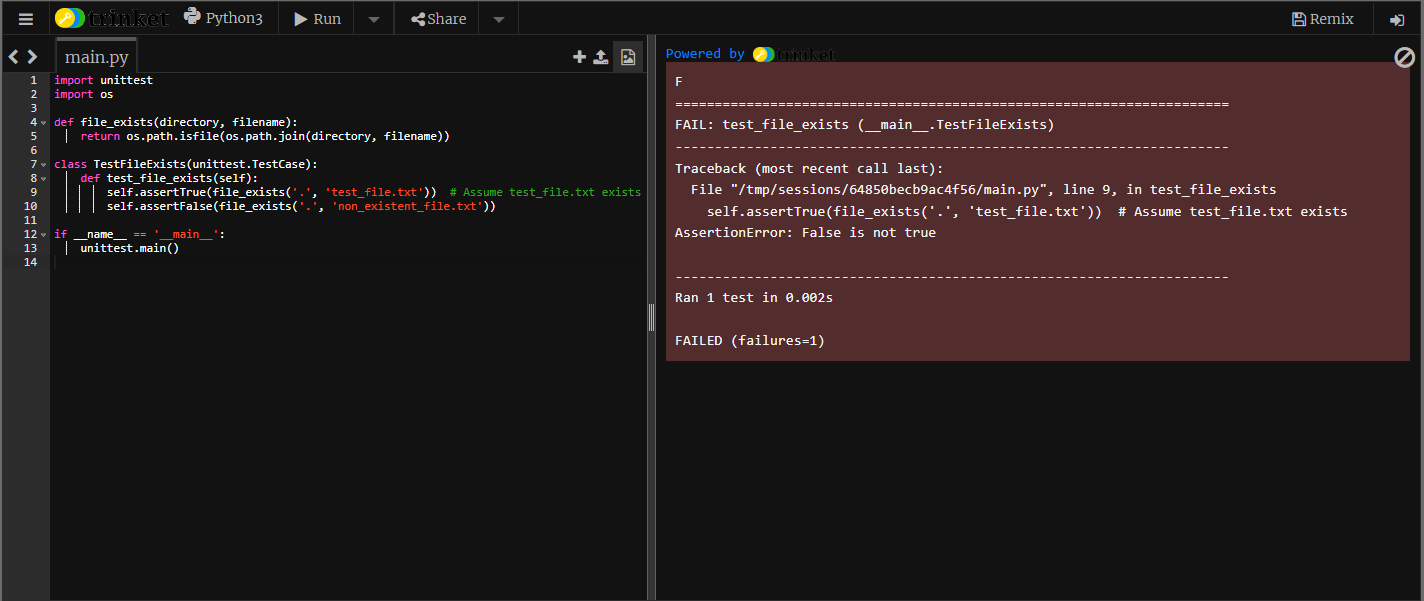 trinket Python3 Run Share Remix
main.py
1 import unittest
2 import os
3
4 def file_exists(directory, filename):
5 return os.path.isfile(os.path.join(directory, filename))
6
7 class TestFileExists(unittest.TestCase):
8 def test_file_exists(self):
9 self.assertTrue(file_exists('.', 'test_file.txt'))  # Assume test_file.txt exists
10 self.assertFalse(file_exists('.', 'non_existent_file.txt'))
11
12 if __name__ == '__main__':
13 unittest.main()
14
Powered by trinket
F
======================================================================
FAIL: test_file_exists (__main__.TestFileExists)
----------------------------------------------------------------------
Traceback (most recent call last):
File "/tmp/sessions/64850becb9ac4f56/main.py", line 9, in test_file_exists
self.assertTrue(file_exists('.', 'test_file.txt'))  # Assume test_file.txt exists
AssertionError: False is not true
----------------------------------------------------------------------
Ran 1 test in 0.002s
FAILED (failures=1)